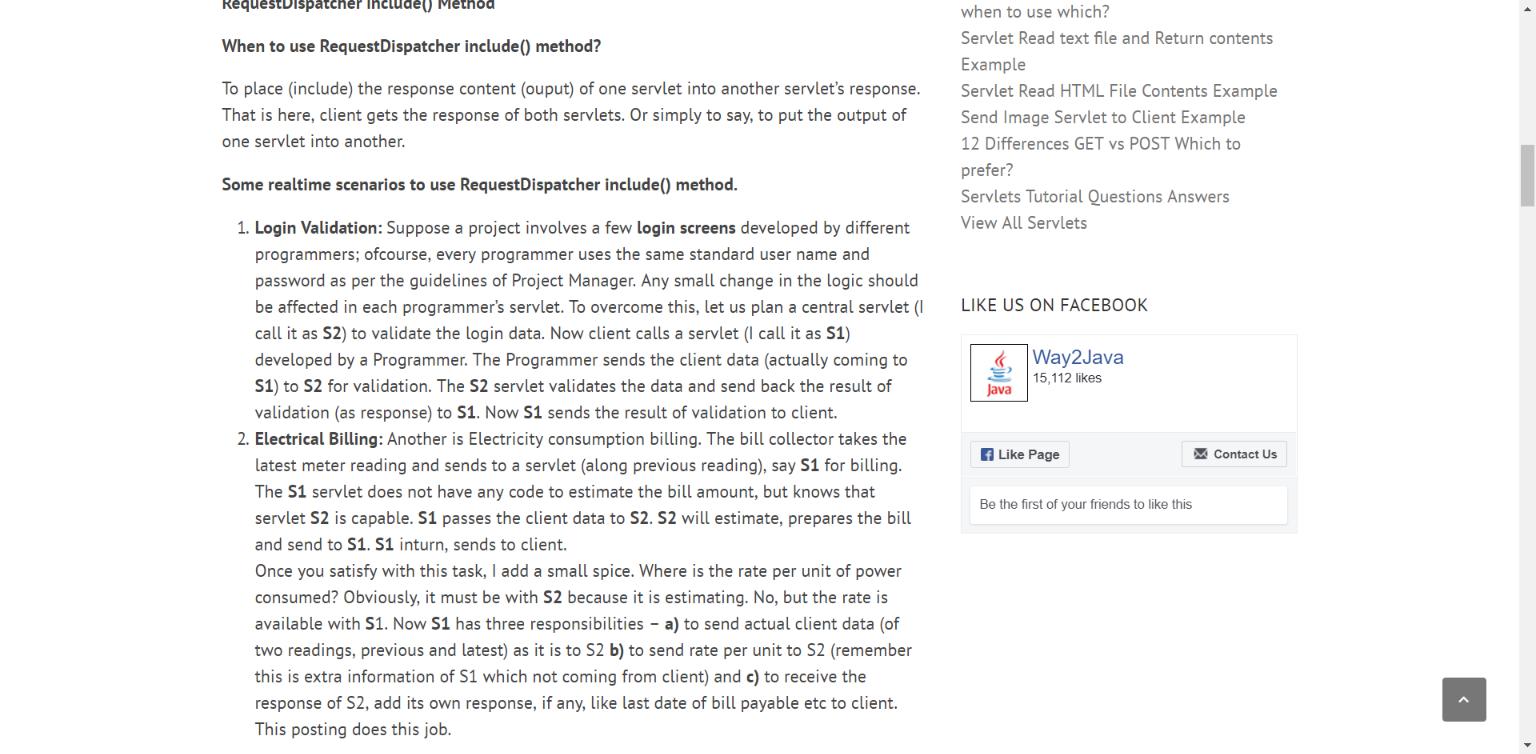 RequestDispatcher include() Method
When to use RequestDispatcher include() method?
To place (include) the response content (ouput) of one servlet into another servlet’s response.
That is here, client gets the response of both servlets. Or simply to say, to put the output of
one servlet into another.
Some realtime scenarios to use RequestDispatcher include() method.
1. Login Validation: Suppose a project involves a few login screens developed by different
programmers; ofcourse, every programmer uses the same standard user name and
password as per the guidelines of Project Manager. Any small change in the logic should
be affected in each programmer’s servlet. To overcome this, let us plan a central servlet (I
call it as S2) to validate the login data. Now client calls a servlet (I call it as S1)
developed by a Programmer. The Programmer sends the client data (actually coming to
S1) to S2 for validation. The S2 servlet validates the data and send back the result of
validation (as response) to S1. Now S1 sends the result of validation to client.
2. Electrical Billing: Another is Electricity consumption billing. The bill collector takes the
latest meter reading and sends to a servlet (along previous reading), say S1 for billing.
The S1 servlet does not have any code to estimate the bill amount, but knows that
servlet S2 is capable. S1 passes the client data to S2. S2 will estimate, prepares the bill
and send to S1. S1 inturn, sends to client.
Once you satisfy with this task, I add a small spice. Where is the rate per unit of power
consumed? Obviously, it must be with S2 because it is estimating. No, but the rate is
available with S1. Now S1 has three responsibilities – a) to send actual client data (of
two readings, previous and latest) as it is to S2 b) to send rate per unit to S2 (remember
this is extra information of S1 which not coming from client) and c) to receive the
response of S2, add its own response, if any, like last date of bill payable etc to client.
This posting does this job.
when to use which?
Servlet Read text file and Return contents
Example
Servlet Read HTML File Contents Example
Send Image Servlet to Client Example
12 Differences GET vs POST Which to
prefer?
Servlets Tutorial Questions Answers
View All Servlets
LIKE US ON FACEBOOK
Java
Way2Java
15,112 likes
Like Page
Contact Us
Be the first of your friends to like this